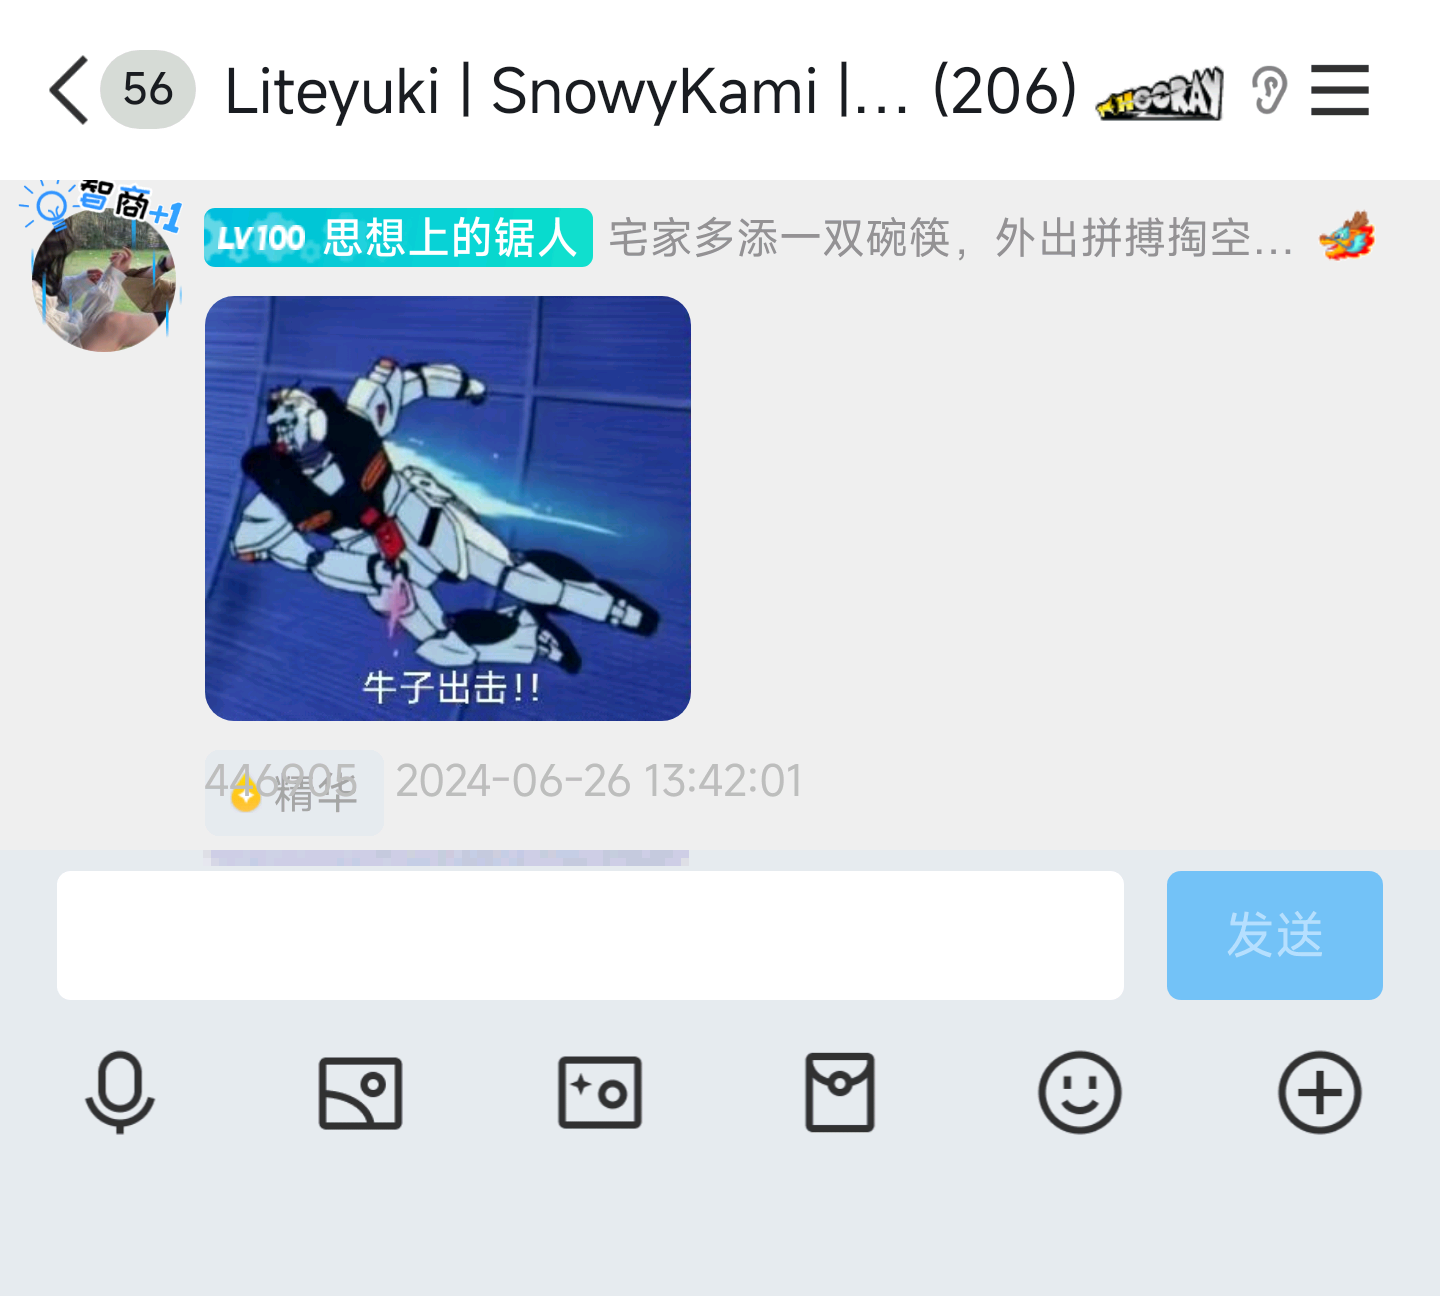 56 Liteyuki | SnowyKami |... (206) HOORAY
智商+1
LV100 思想上的锯人 宅家多添一双碗筷，外出拼搏掏空...
牛子出击!!
446905 2024-06-26 13:42:01
精华
发送